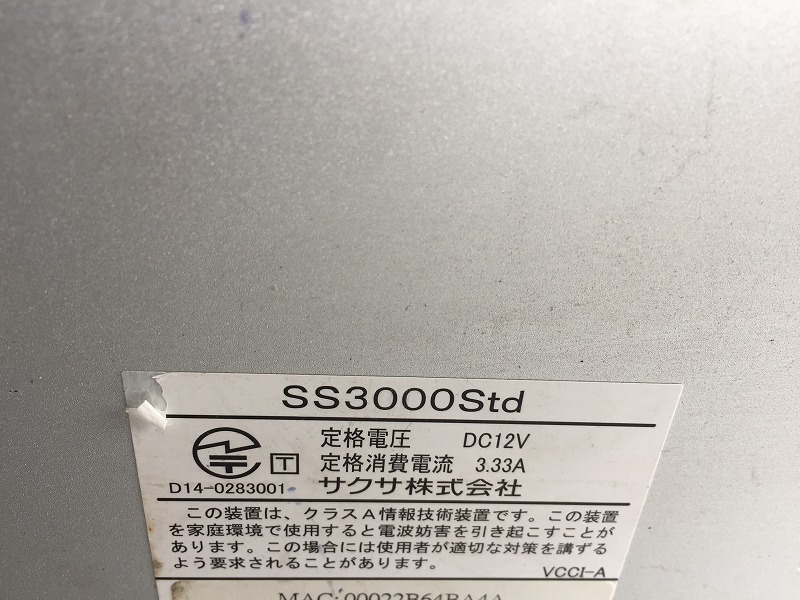 SS3000Std
定格電圧 DC12V
定格消費電流 3.33A
T
D14-0283001
サクサ株式会社
この装置は、クラスA情報技術装置です。この装置
を家庭環境で使用すると電波妨害を引き起こすことが
あります。この場合には使用者が適切な対策を講ずる
よう要求されることがあります。
VCCI-A
MAC:00022B64BA4A